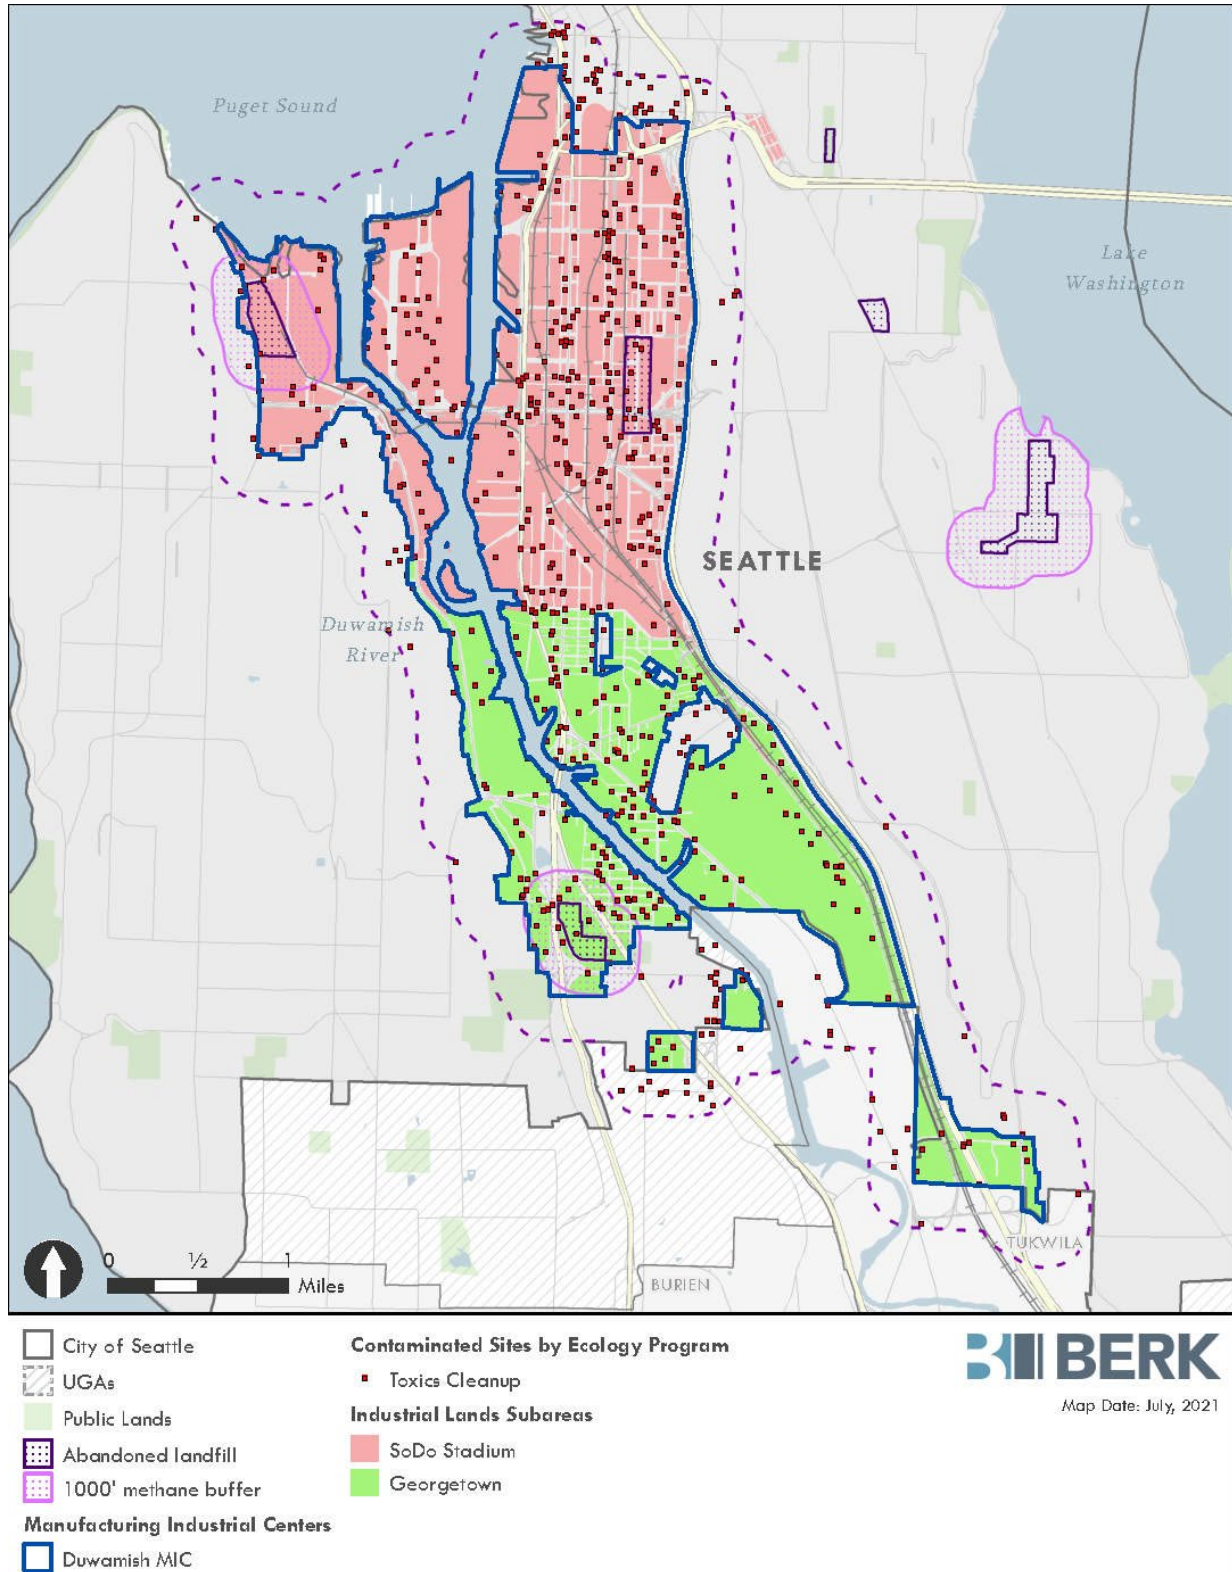 Puget Sound
Lake
Washington
SEATTLE
Duwamish
River
TUKWILA
BURIEN
0 ½ 1
Miles
City of Seattle
UGAs
Public Lands
Abandoned landfill
1000' methane buffer
Manufacturing Industrial Centers
Duwamish MIC
Contaminated Sites by Ecology Program
Toxics Cleanup
Industrial Lands Subareas
SoDo Stadium
Georgetown
BERK
Map Date: July, 2021